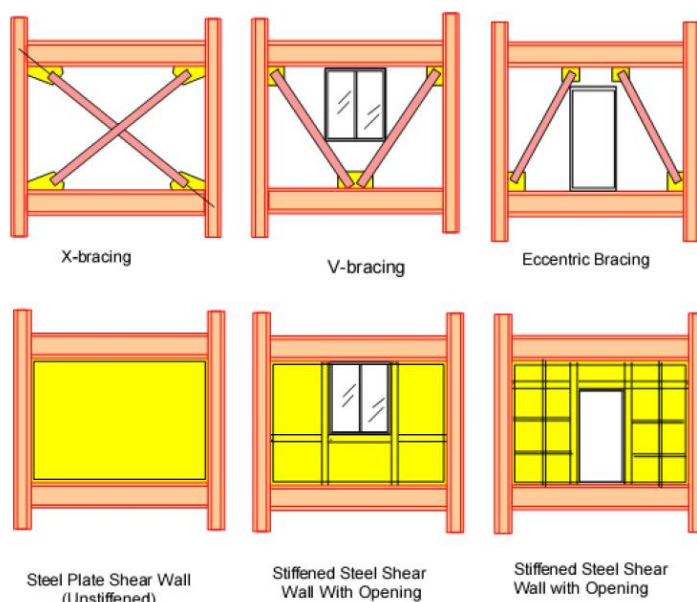 X-bracing
V-bracing
Eccentric Bracing
Steel Plate Shear Wall
(Unstiffened)
Stiffened Steel Shear
Wall With Opening
Stiffened Steel Shear
Wall with Opening